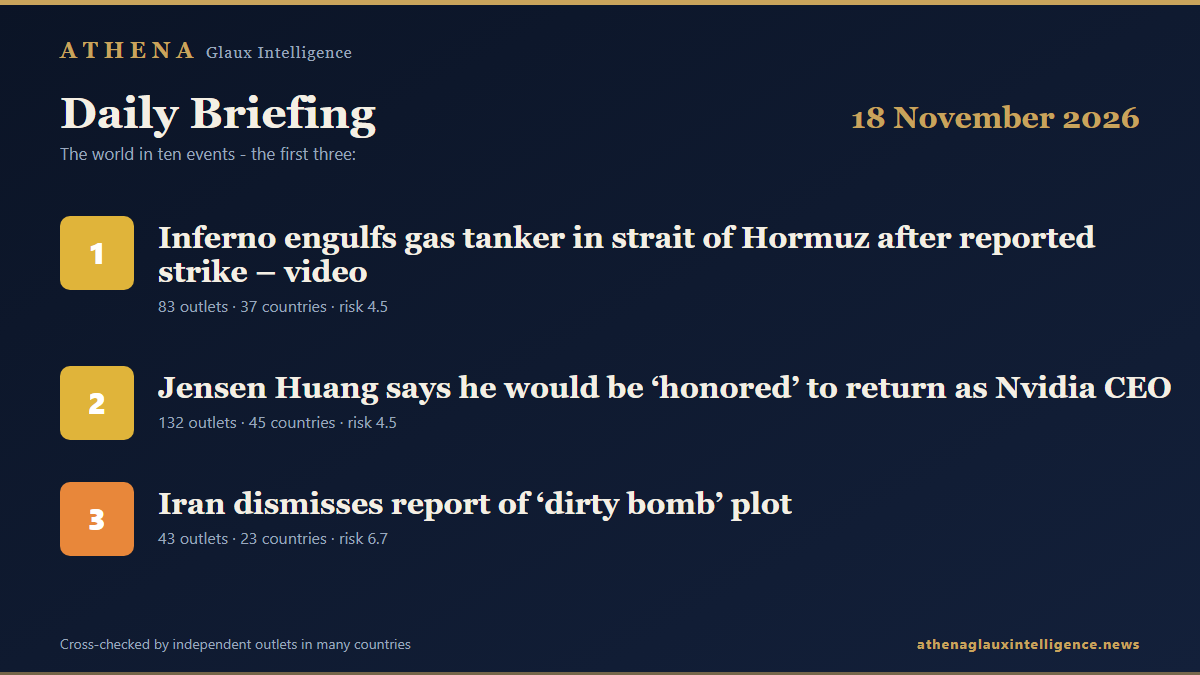 ATHENA Glaux Intelligence
Daily Briefing
18 November 2026
The world in ten events - the first three:
1
Inferno engulfs gas tanker in strait of Hormuz after reported
strike – video
83 outlets · 37 countries · risk 4.5
2
Jensen Huang says he would be ‘honored’ to return as Nvidia CEO
132 outlets · 45 countries · risk 4.5
3
Iran dismisses report of ‘dirty bomb’ plot
43 outlets · 23 countries · risk 6.7
Cross-checked by independent outlets in many countries
athenaglauxintelligence.news